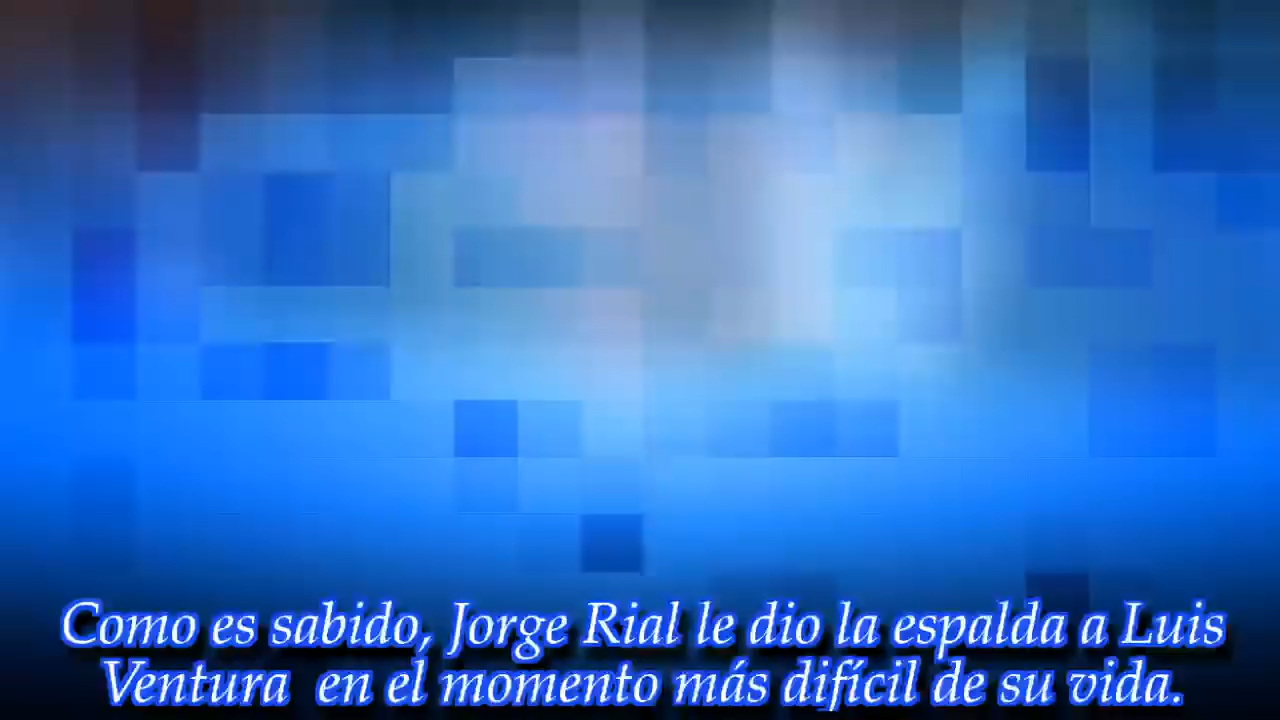 Como es sabido, Jorge Rial le dio la espalda a Luis
Ventura  en el momento más difícil de su vida.